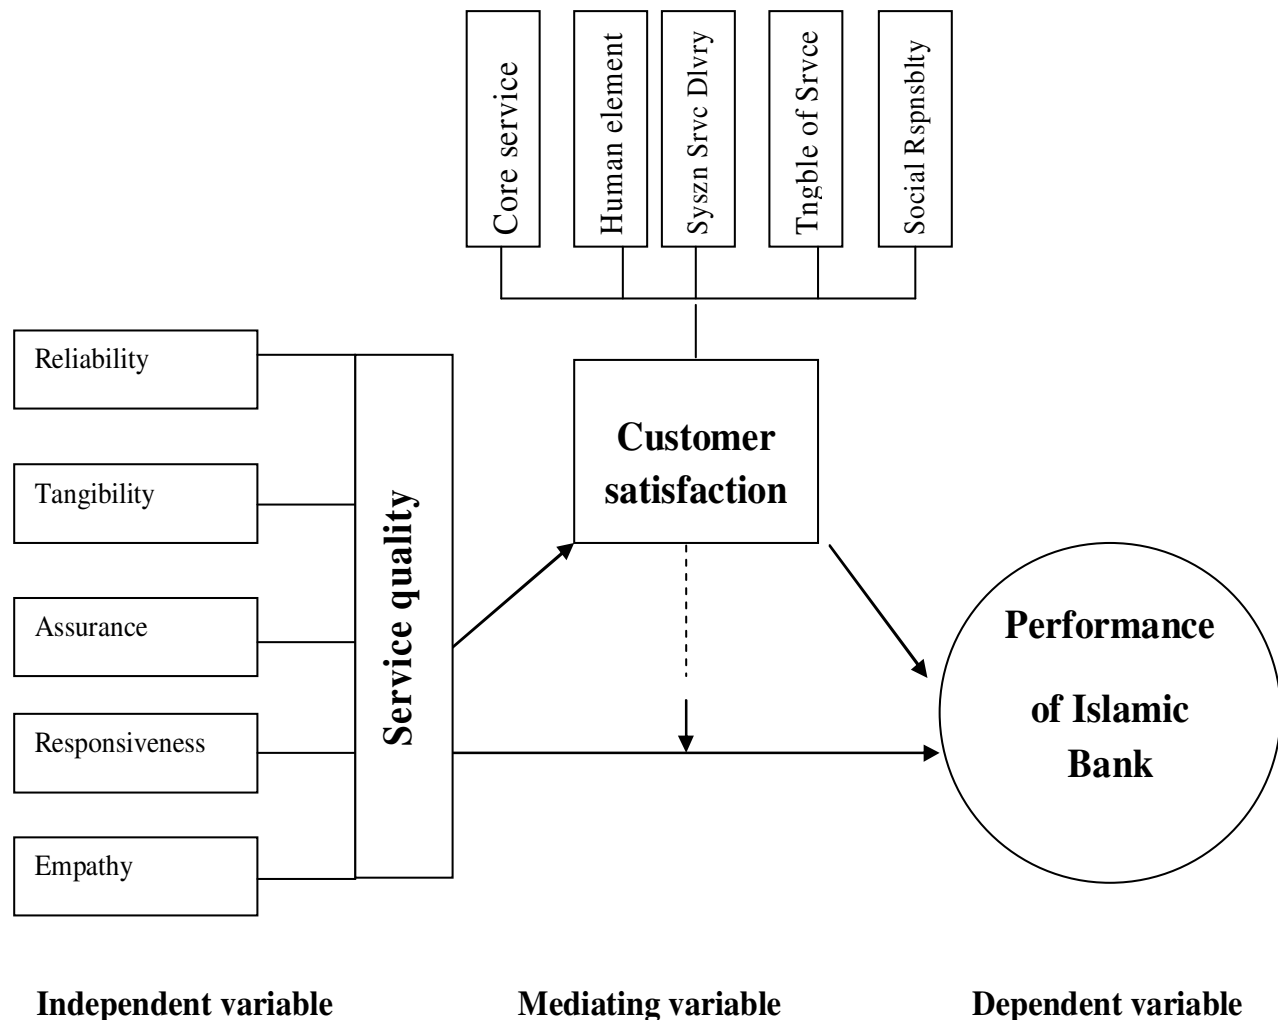 Core service
Human element
Syszn Srvc Dlvry
Tngble of Srvce
Social Rspnsblty
Reliability
Tangibility
Assurance
Responsiveness
Empathy
Service quality
Customer
satisfaction
Performance
of Islamic
Bank
Independent variable
Mediating variable
Dependent variable